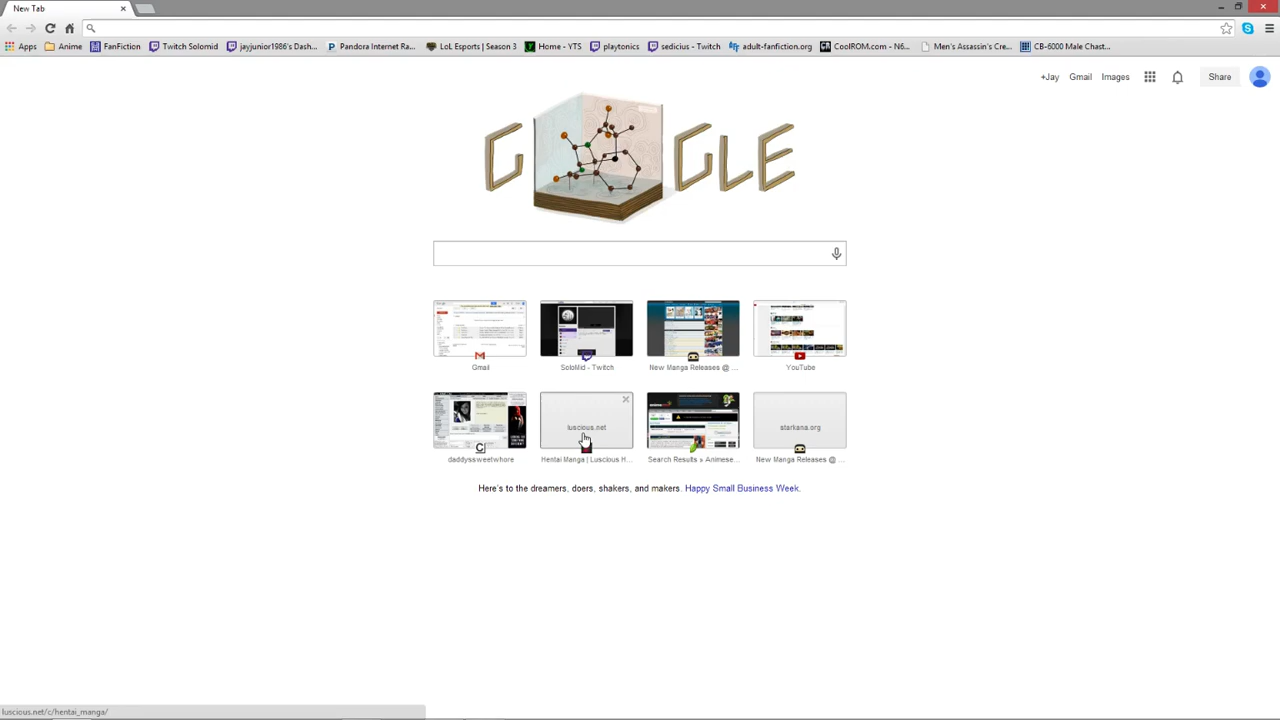 New Tab
Apps Anime FanFiction Twitch Solomid jayjunior1986's Dash... Pandora Internet Ra... LoL Esports | Season 3 Home - YTS playtonics sedicius - Twitch adult-fanfiction.org CoolROM.com - N6... Men's Assassin's Cre... CB-6000 Male Chast...
+Jay Gmail Images Share
GOOGLE
Gmail SoloMid - Twitch New Manga Releases @ ... YouTube
luscious.net starkana.org
daddyssweetwhore Hentai Manga | Luscious H... Search Results » Animese... New Manga Releases @ ...
Here's to the dreamers, doers, shakers, and makers. Happy Small Business Week.
luscious.net/c/hentai_manga/